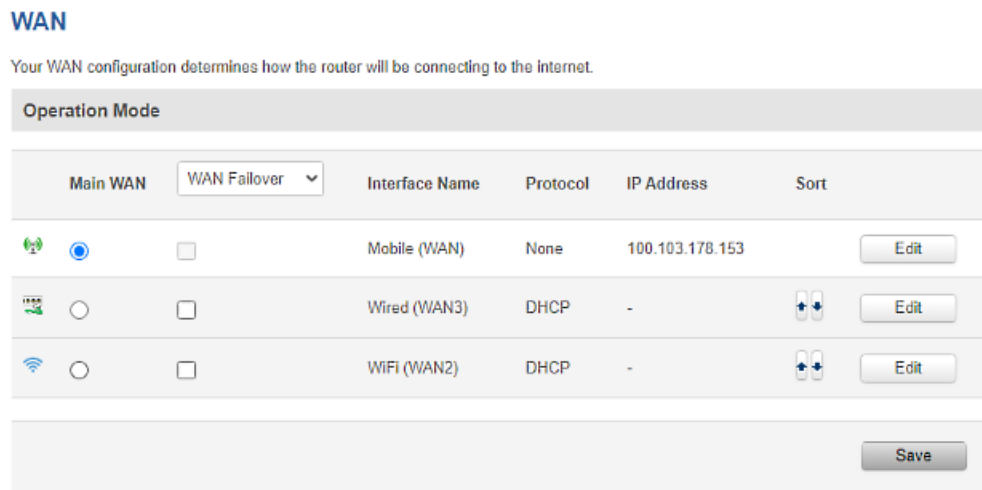 WAN
Your WAN configuration determines how the router will be connecting to the internet.
Operation Mode
Main WAN WAN Failover Interface Name Protocol IP Address Sort
Mobile (WAN) None 100.103.178.153 Edit
Wired (WAN3) DHCP - Edit
WiFi (WAN2) DHCP - Edit
Save